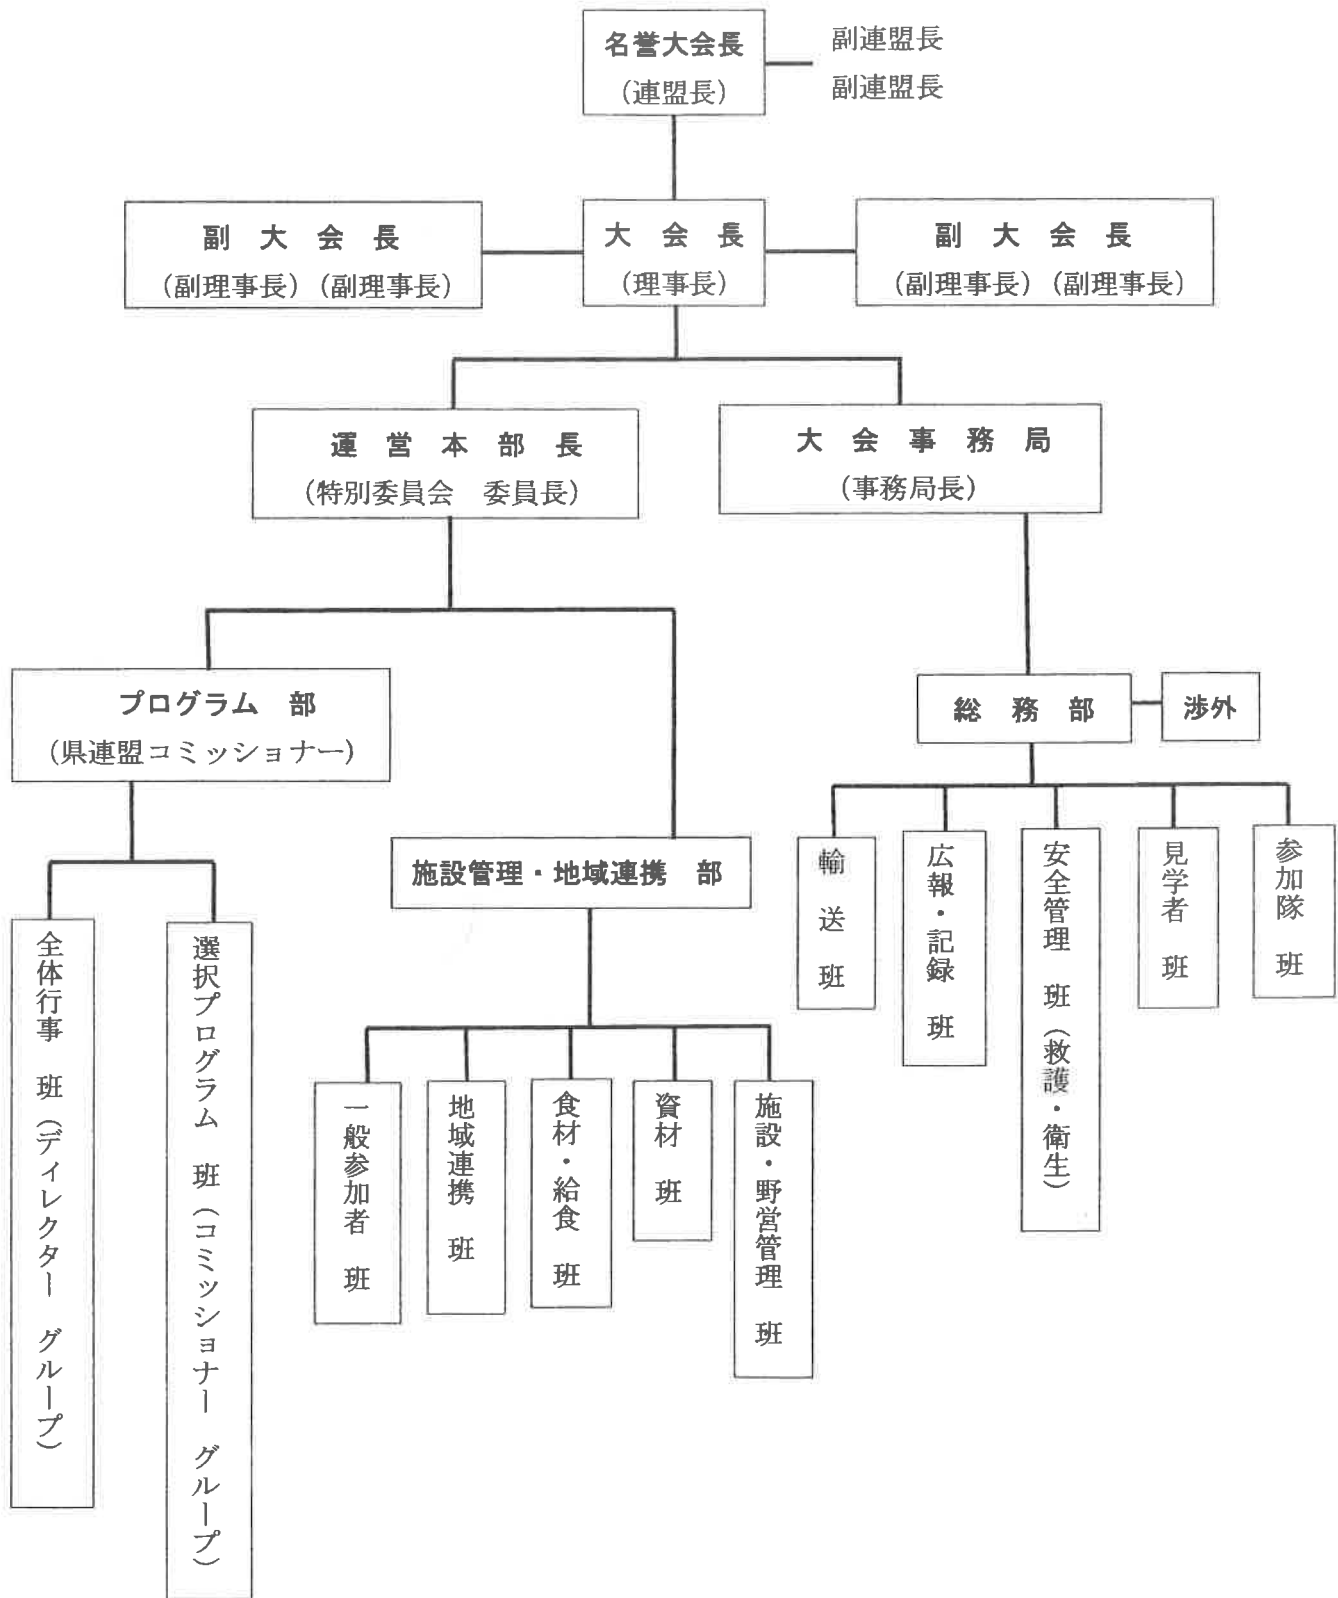 名誉大会長
（連盟長）
副連盟長
副連盟長
副　大　会　長
（副理事長）（副理事長）
大　会　長
（理事長）
副　大　会　長
（副理事長）（副理事長）
運　営　本　部　長
（特別委員会　委員長）
大　会　事　務　局
（事務局長）
プログラム　部
（県連盟コミッショナー）
総　務　部
渉外
施設管理・地域連携　部
全体行事　班（ディレクター　グループ）
選択プログラム　班（コミッショナー　グループ）
一般参加者　班
地域連携　班
食材・給食　班
資材　班
施設・野営管理　班
輸　送　班
広報・記録　班
安全管理　班（救護・衛生）
見学者　班
参加隊　班